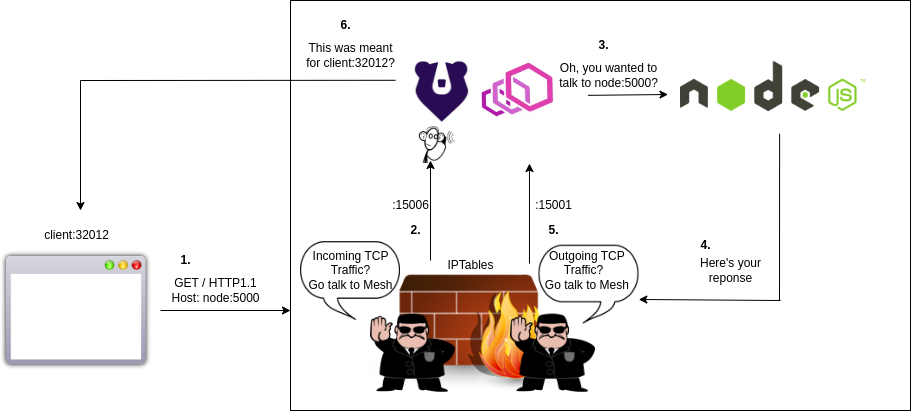 6.
This was meant
for client:32012?
3.
Oh, you wanted to
talk to node:5000?
node
JS
™
:15006
:15001
client:32012
1.
GET / HTTP1.1
Host: node:5000
2.
5.
4.
Incoming TCP
Traffic?
Go talk to Mesh
IPTables
Outgoing TCP
Traffic?
Go talk to Mesh
Here's your
reponse